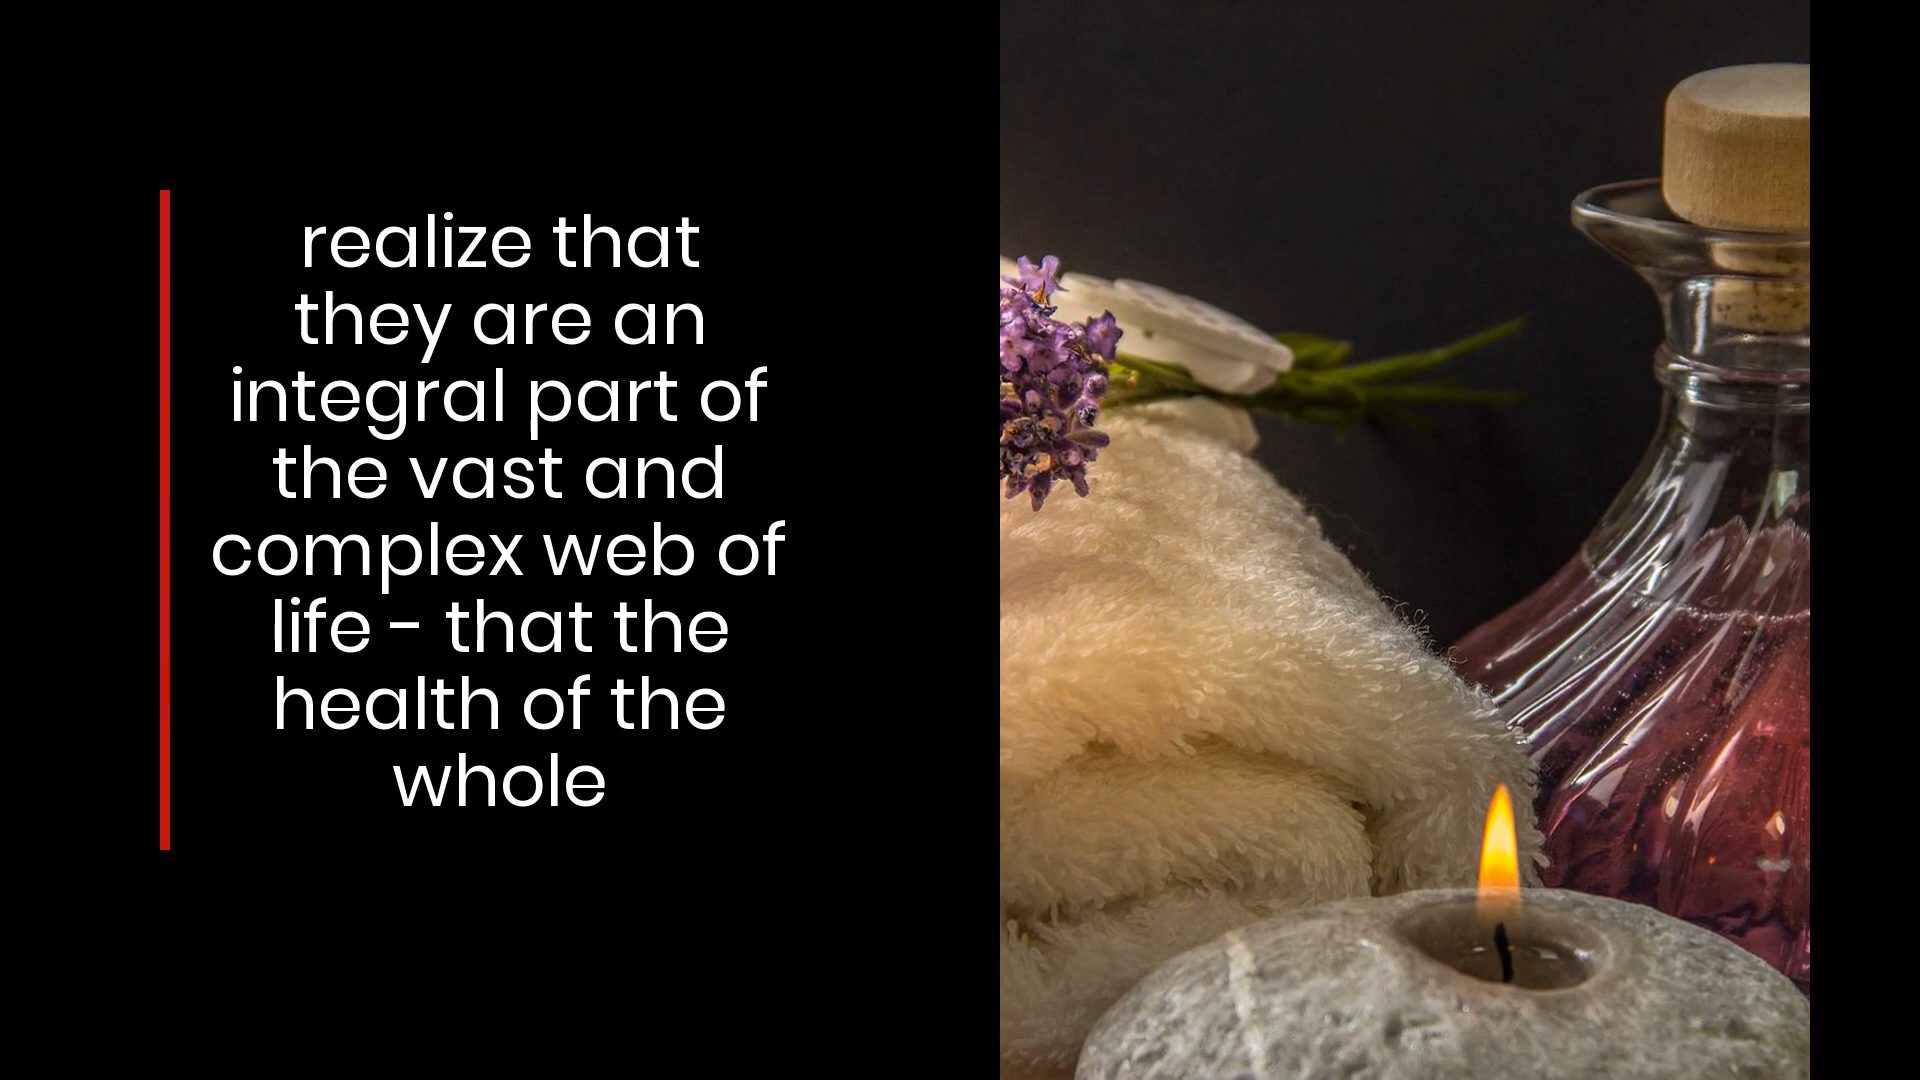 realize that
they are an
integral part of
the vast and
complex web of
life - that the
health of the
whole